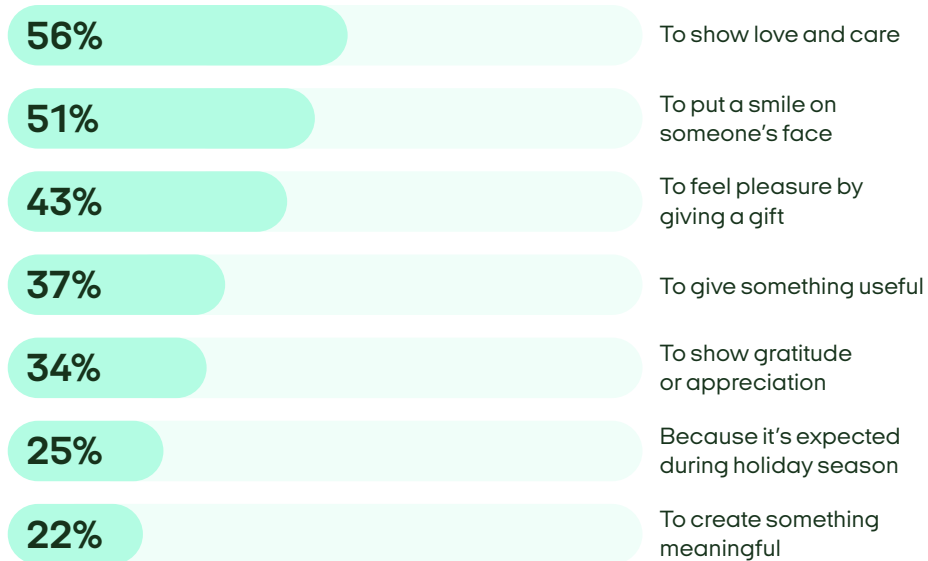 56%
To show love and care
51%
To put a smile on
someone's face
43%
To feel pleasure by
giving a gift
37%
To give something useful
34%
To show gratitude
or appreciation
25%
Because it's expected
during holiday season
22%
To create something
meaningful